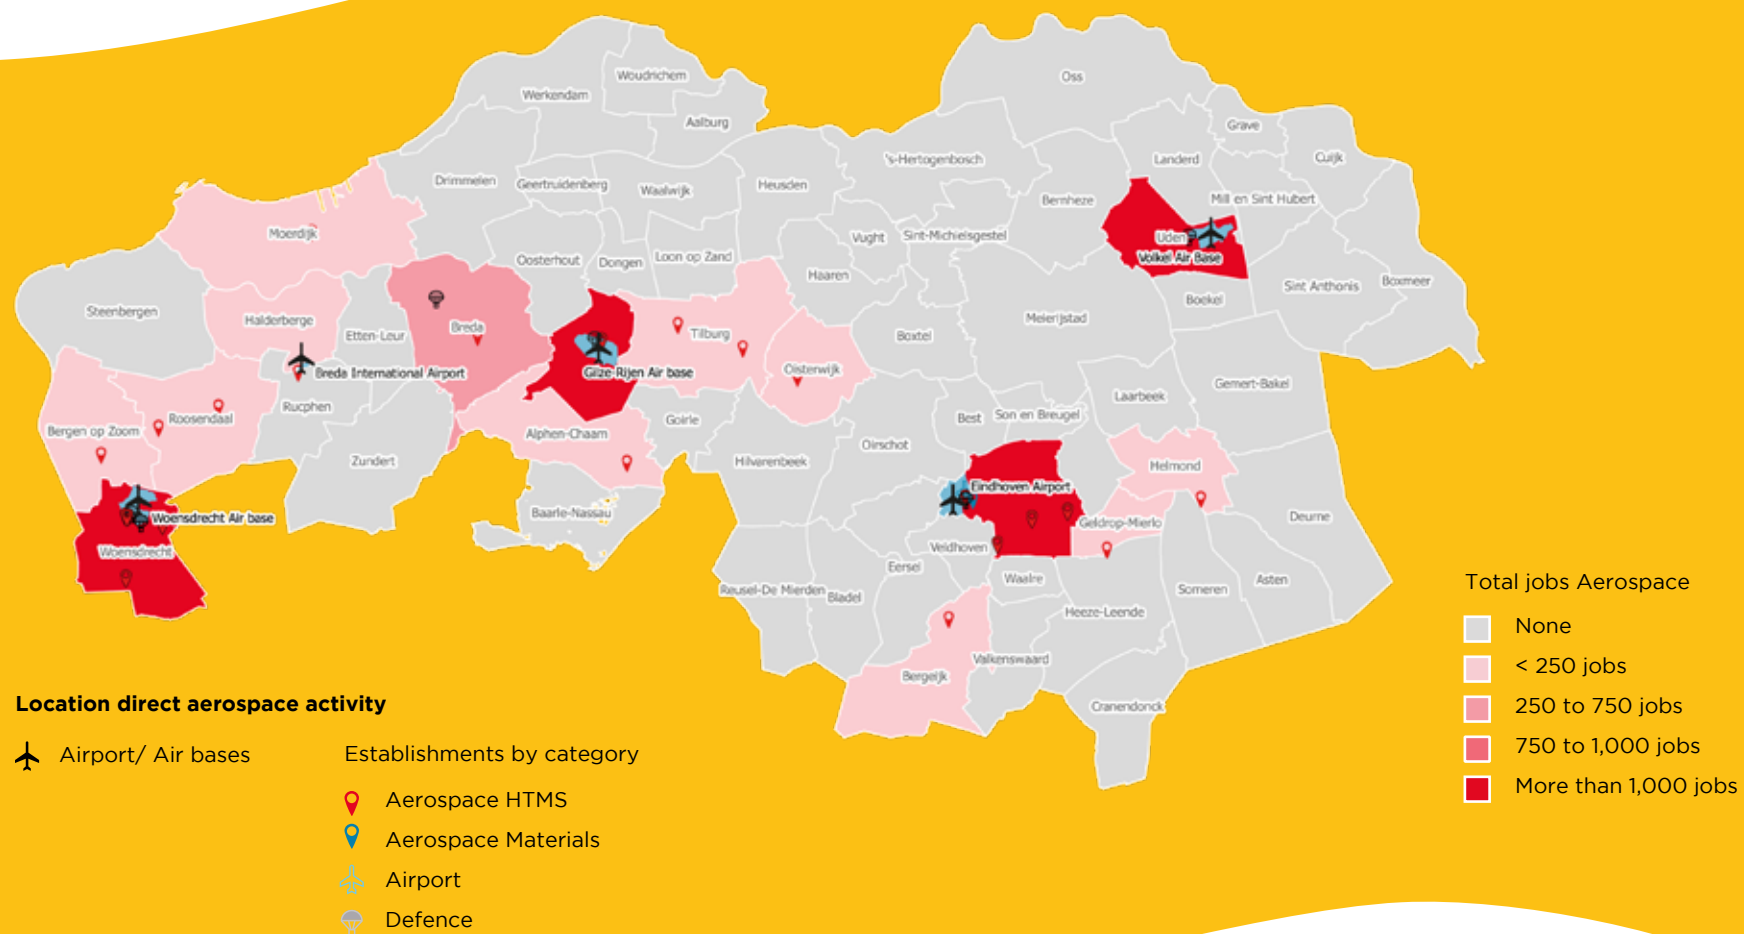 Woudrichem
Oss
Werkendam
Aalburg
Grave
's-Hertogenbosch
Landerd
Cuijk
Drimmelen
Geertruidenberg
Waalwijk
Heusden
Bernheze
Mill en Sint Hubert
Moerdijk
Vught
Sint-Michielsgestel
Uden
Volkel Air Base
Oosterhout
Dongen
Loon op Zand
Haaren
Sint Anthonis
Boxmeer
Boekel
Steenbergen
Halderberge
Etten-Leur
Breda
Tilburg
Boxtel
Meierijstad
Breda International Airport
Gilze-Rijen Air base
Oisterwijk
Gemert-Bakel
Laarbeek
Rucphen
Roosendaal
Bergen op Zoom
Goirle
Best
Son en Breugel
Alphen-Chaam
Oirschot
Zundert
Hilvarenbeek
Helmond
Eindhoven Airport
Baarle-Nassau
Woensdrecht Air base
Geldrop-Mierlo
Deurne
Woensdrecht
Veldhoven
Eersel
Waalre
Asten
Reusel-De Mierden
Bladel
Someren
Heeze-Leende
Valkenswaard
Bergeijk
Cranendonck
Total jobs Aerospace
None
< 250 jobs
250 to 750 jobs
750 to 1,000 jobs
More than 1,000 jobs
Location direct aerospace activity
Airport/ Air bases
Establishments by category
Aerospace HTMS
Aerospace Materials
Airport
Defence